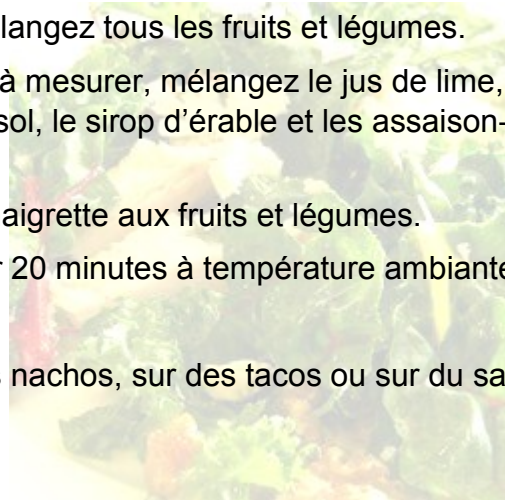 langez tous les fruits et légumes.
à mesurer, mélangez le jus de lime,
sol, le sirop d’érable et les assaison-
aigrette aux fruits et légumes.
r 20 minutes à température ambiante
s nachos, sur des tacos ou sur du sa